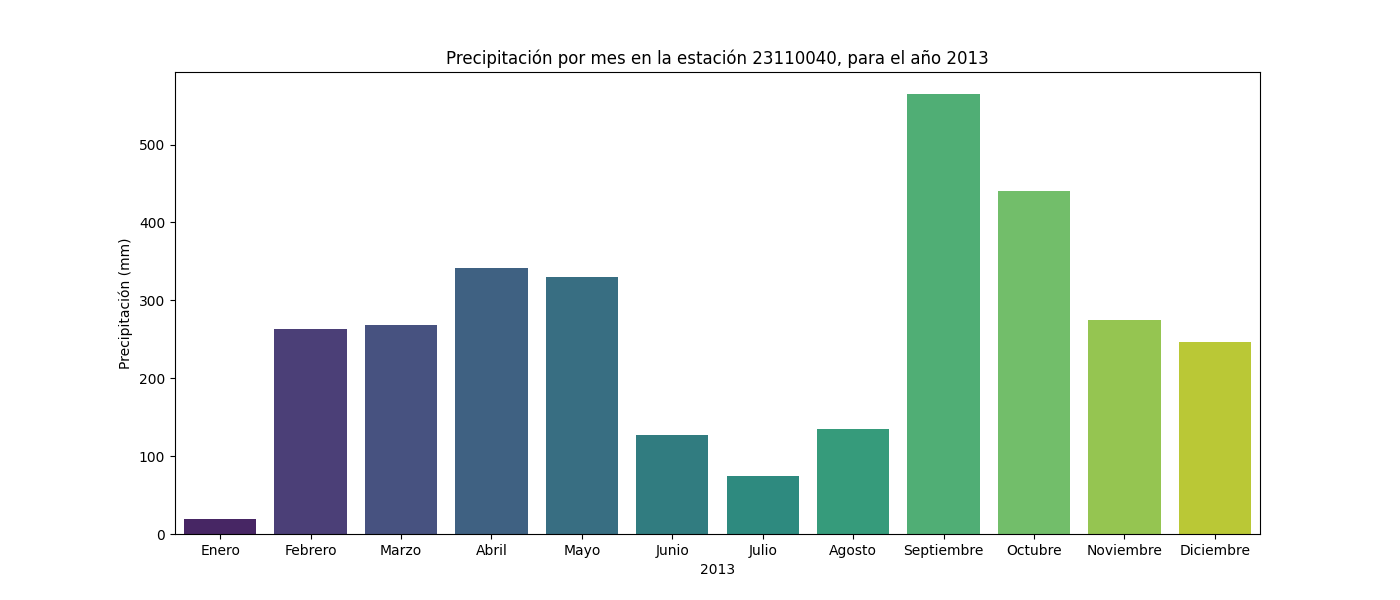 Precipitación por mes en la estación 23110040, para el año 2013
Precipitación (mm)
500
400
300
200
100
0
Enero Febrero Marzo Abril Mayo Junio Julio Agosto Septiembre Octubre Noviembre Diciembre
2013